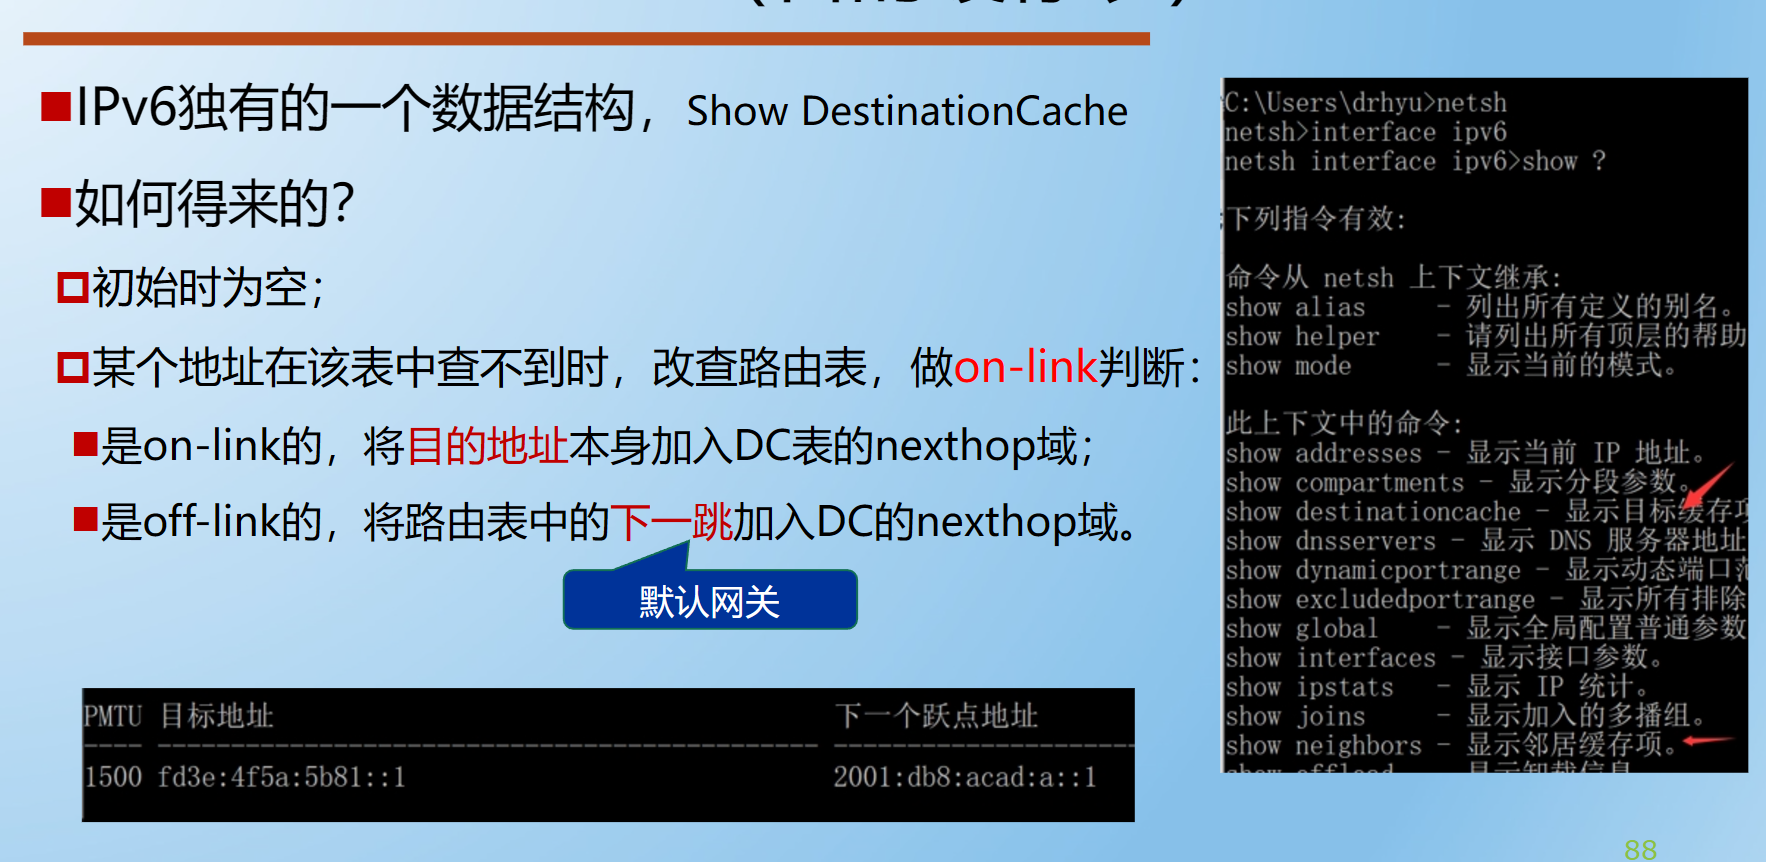 IPv6独有的一个数据结构，Show DestinationCache
如何得来的？
初始时为空；
某个地址在该表中查不到时，改查路由表，做on-link判断：
是on-link的，将目的地址本身加入DC表的nexthop域；
是off-link的，将路由表中的下一跳加入DC的nexthop域。
默认网关
PMTU 目标地址 下一个跃点地址
---- --------------------------------------------- ---------------------
1500 fd3e:4f5a:5b81::1 2001:db8:acad:a::1
C:\Users\drhyu>netsh
netsh>interface ipv6
netsh interface ipv6>show ?
下列指令有效:
命令从 netsh 上下文继承:
show alias - 列出所有定义的别名。
show helper - 请列出所有顶层的帮助
show mode - 显示当前的模式。
此上下文中的命令:
show addresses - 显示当前 IP 地址。
show compartments - 显示分段参数。
show destinationcache - 显示目标缓存项
show dnsservers - 显示 DNS 服务器地址
show dynamicportrange - 显示动态端口范
show excludedportrange - 显示所有排除
show global - 显示全局配置普通参数
show interfaces - 显示接口参数。
show ipstats - 显示 IP 统计。
show joins - 显示加入的多播组。
show neighbors - 显示邻居缓存项。
88